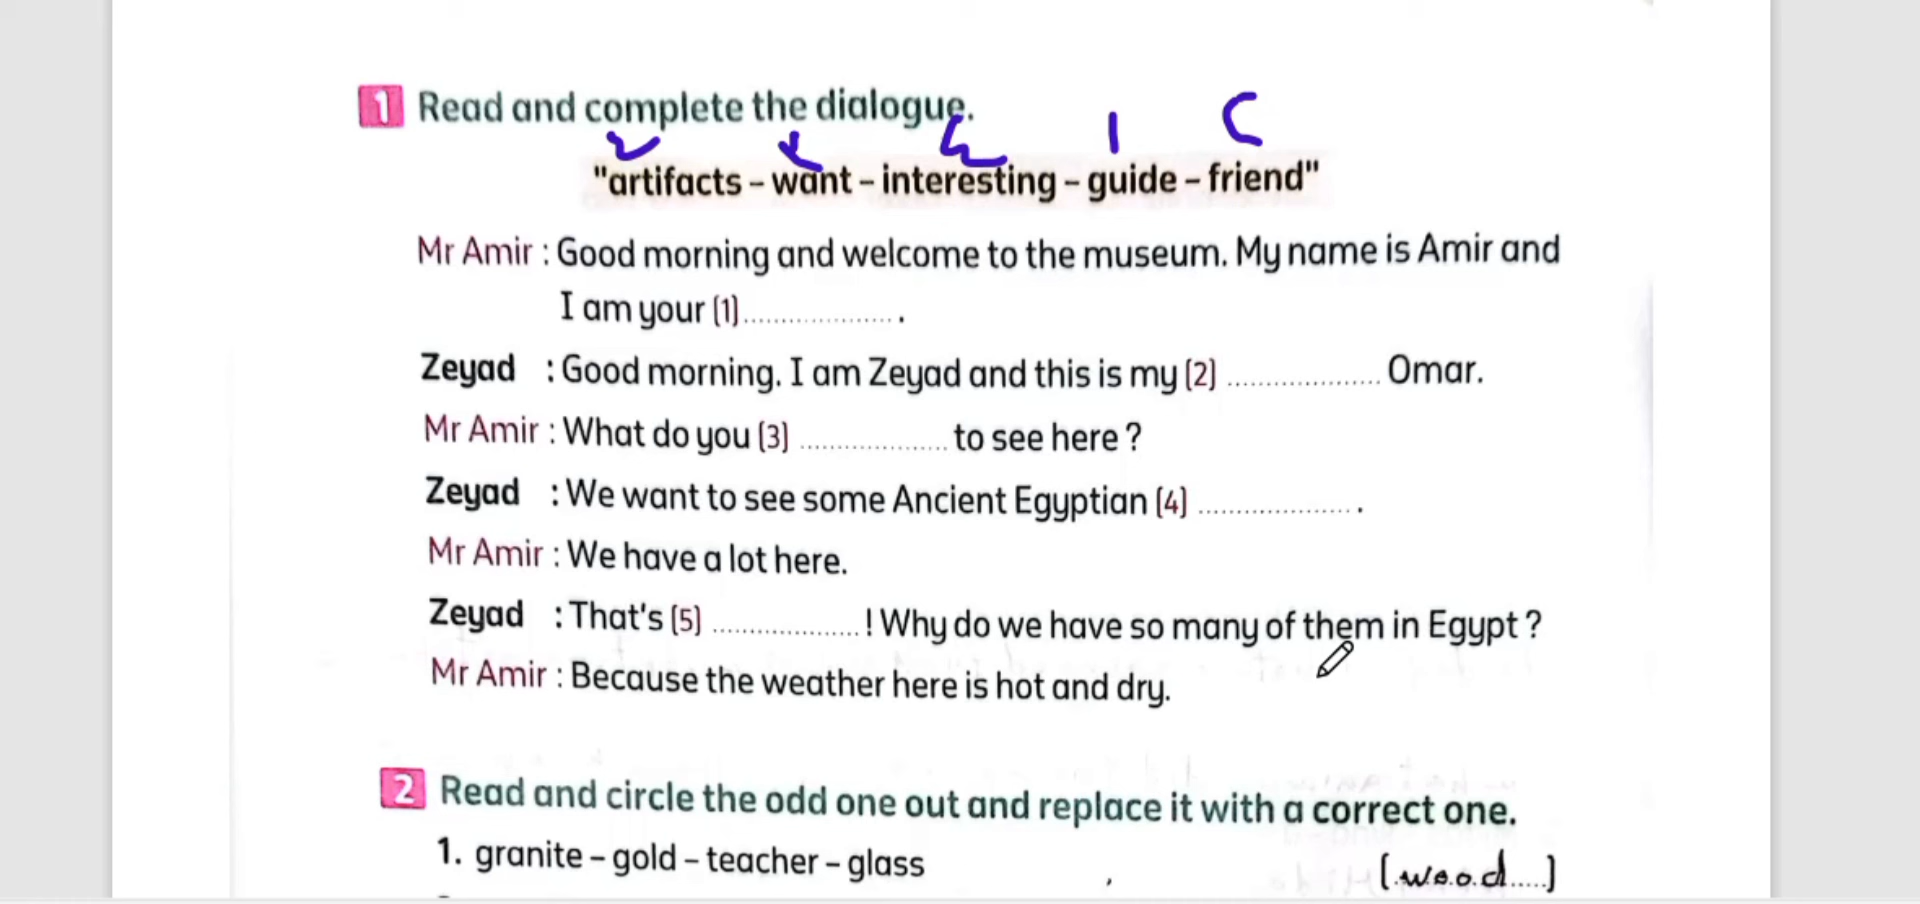 1 Read and complete the dialogue.
"artifacts – want – interesting – guide – friend"
Mr Amir : Good morning and welcome to the museum. My name is Amir and
I am your (1).................... .
Zeyad : Good morning. I am Zeyad and this is my (2) .................... Omar.
Mr Amir : What do you (3) .................... to see here ?
Zeyad : We want to see some Ancient Egyptian (4) .................... .
Mr Amir : We have a lot here.
Zeyad : That's (5) .................... ! Why do we have so many of them in Egypt ?
Mr Amir : Because the weather here is hot and dry.
2 Read and circle the odd one out and replace it with a correct one.
1. granite – gold – teacher – glass (.wood.....)